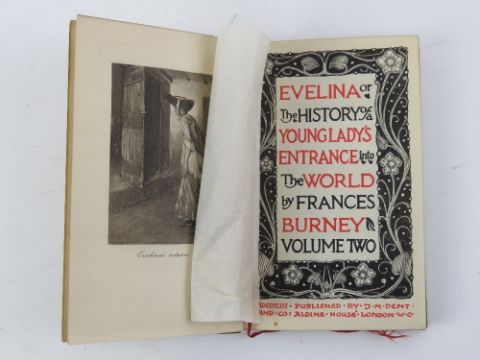 EVELINA or
The HISTORY of a
YOUNG LADY'S
ENTRANCE into
The WORLD
by FRANCES
BURNEY
VOLUME TWO
PUBLISHED · BY · J · M · DENT ·
AND · CO : ALDINE · HOUSE · LONDON · W · C ·